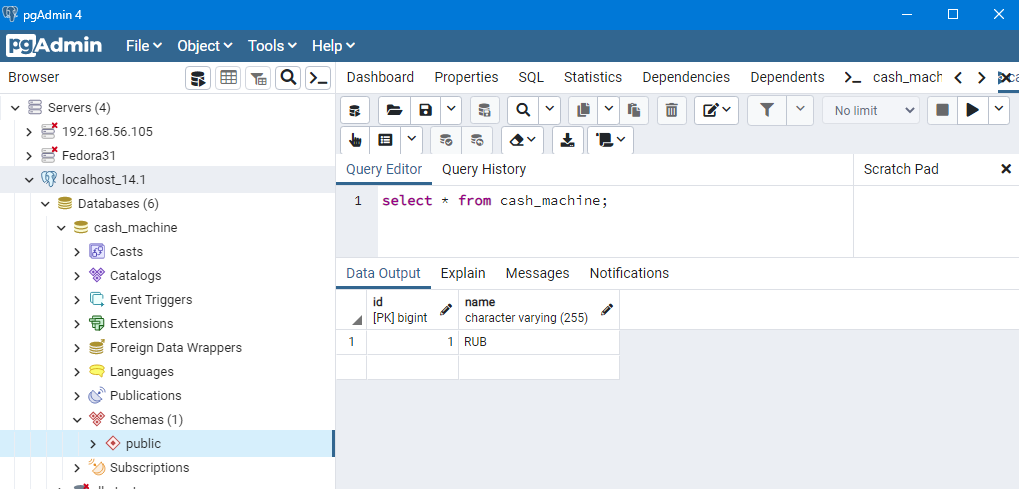 pgAdmin 4
pgAdmin File Object Tools Help
Browser
Dashboard Properties SQL Statistics Dependencies Dependents cash_mach
No limit
Query Editor Query History
Scratch Pad
1 select * from cash_machine;
Data Output Explain Messages Notifications
id
[PK] bigint
name
character varying (255)
1 1 RUB
Servers (4)
192.168.56.105
Fedora31
localhost_14.1
Databases (6)
cash_machine
Casts
Catalogs
Event Triggers
Extensions
Foreign Data Wrappers
Languages
Publications
Schemas (1)
public
Subscriptions